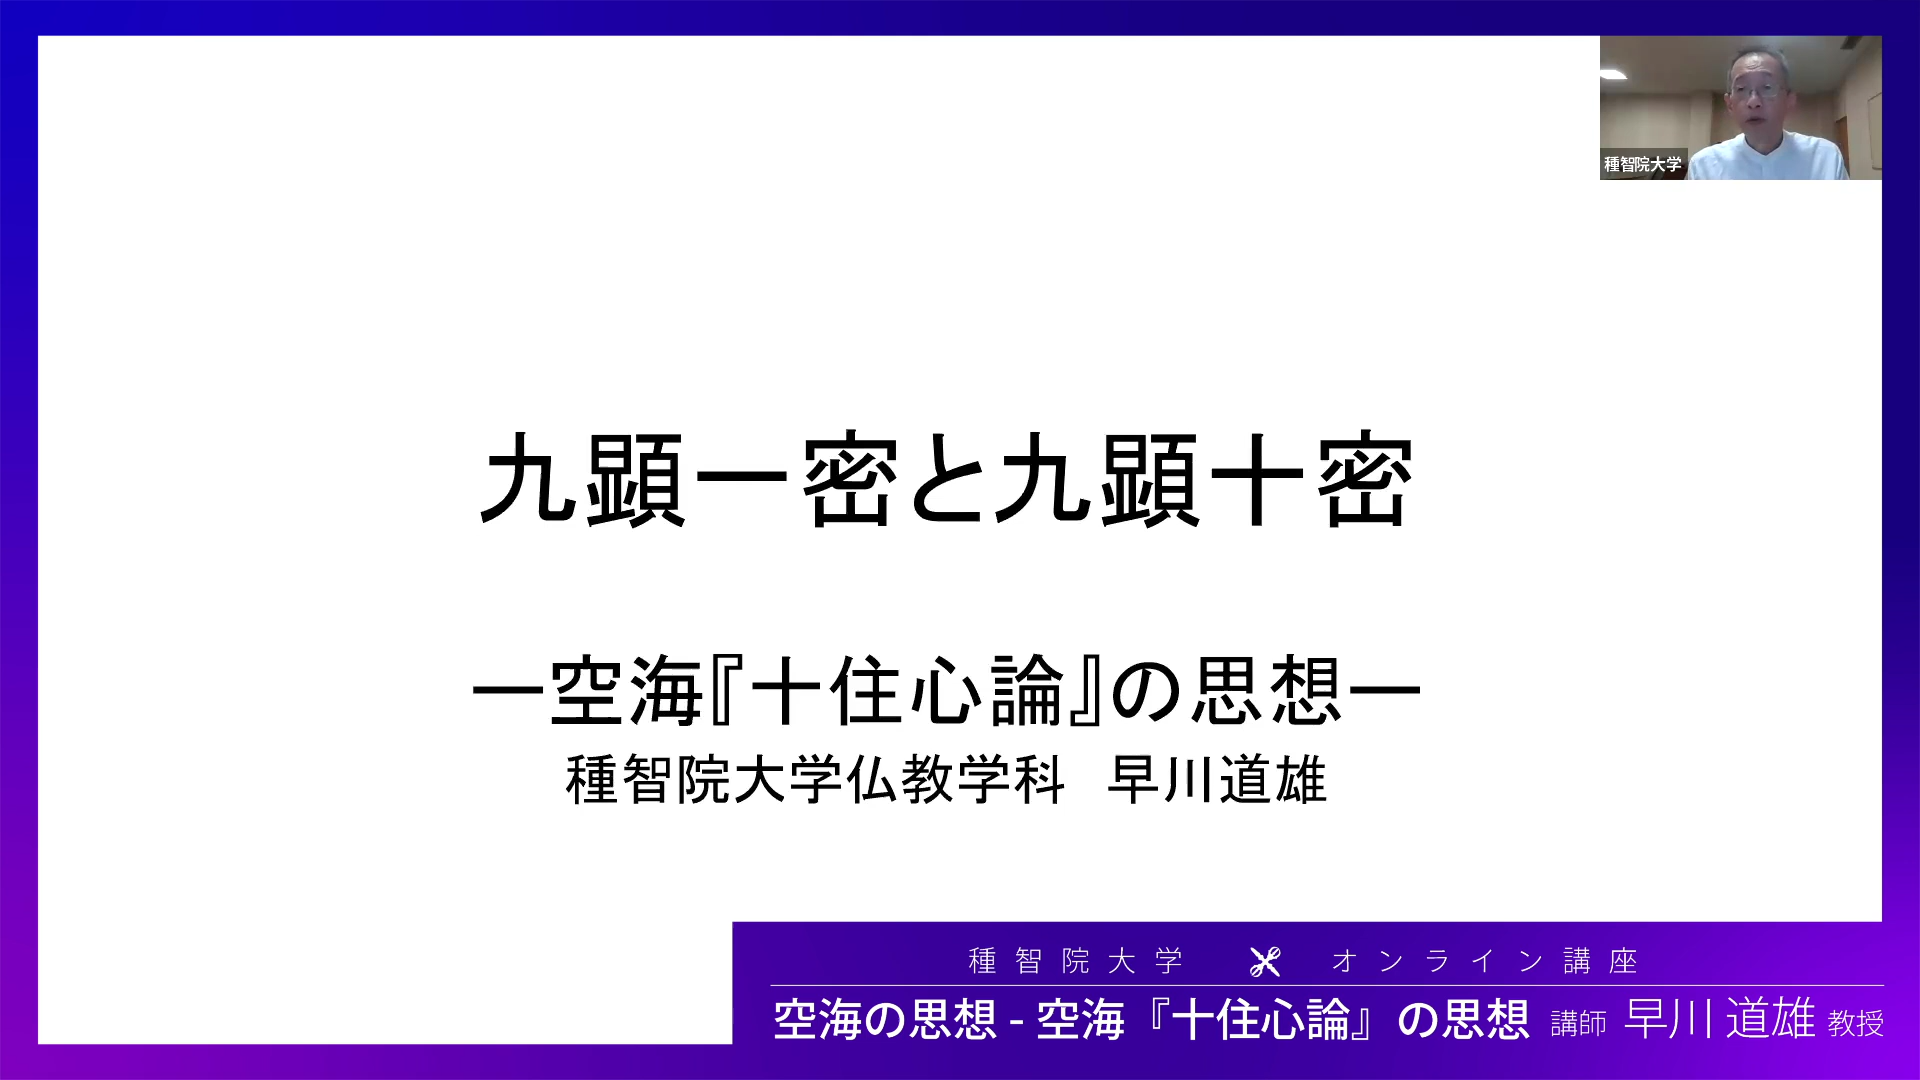 種智院大学
九顕一密と九顕十密
―空海『十住心論』の思想―
種智院大学仏教学科　早川道雄
種智院大学 オンライン講座
空海の思想 - 空海『十住心論』の思想 講師 早川 道雄 教授